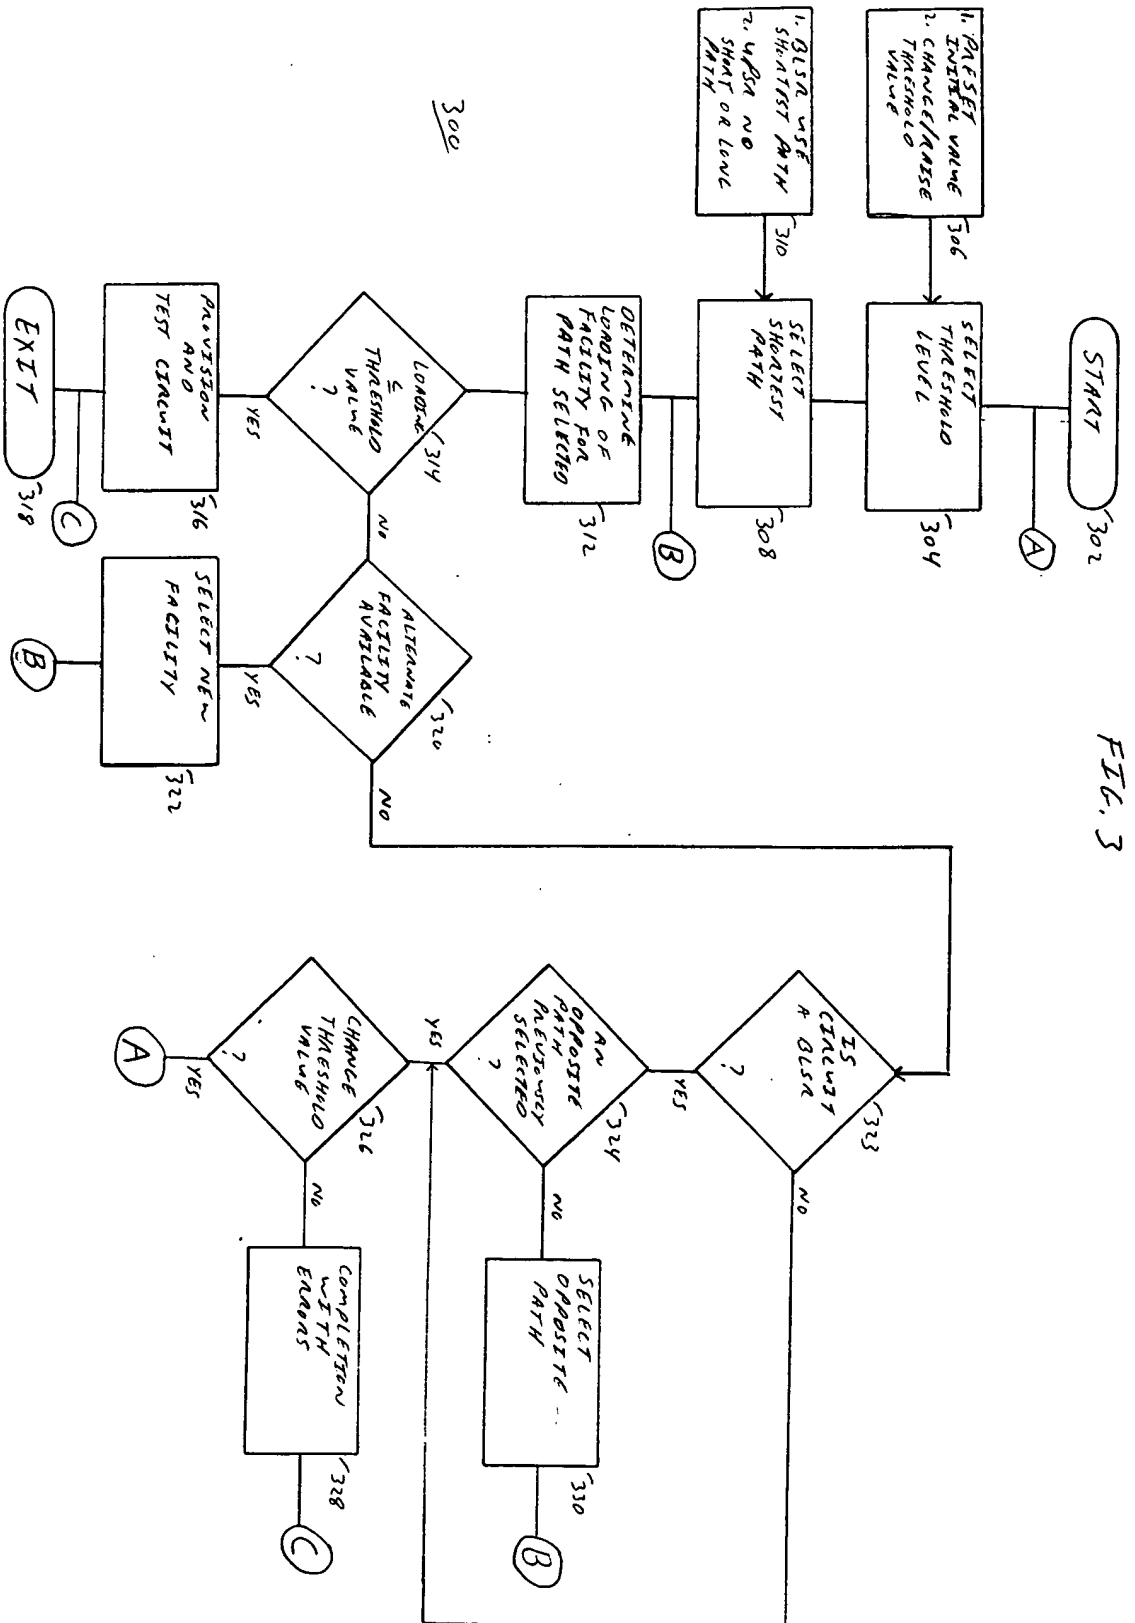 FIG. 3
START
302
A
1. PRESET
INITIAL VALUE
2. CHANGE/RAISE
THRESHOLD
VALUE
306
SELECT
THRESHOLD
LEVEL
304
1. BLSR USE
SHORTEST PATH
2. UPSR NO
SHORT OR LONG
PATH
310
SELECT
SHORTEST
PATH
308
B
DETERMINE
LOADING OF
FACILITY FOR
PATH SELECTED
312
300
LOADING
≤
THRESHOLD
VALUE
?
314
NO
YES
ALTERNATE
FACILITY
AVAILABLE
?
320
NO
YES
PROVISION
AND
TEST CIRCUIT
316
C
EXIT
318
SELECT NEW
FACILITY
322
B
IS
CIRCUIT
A BLSR
?
323
NO
YES
AN
OPPOSITE
PATH
PREVIOUSLY
SELECTED
?
324
NO
YES
SELECT
OPPOSITE
PATH
330
B
CHANGE
THRESHOLD
VALUE
?
326
NO
YES
COMPLETION
WITH
ERRORS
328
C
A